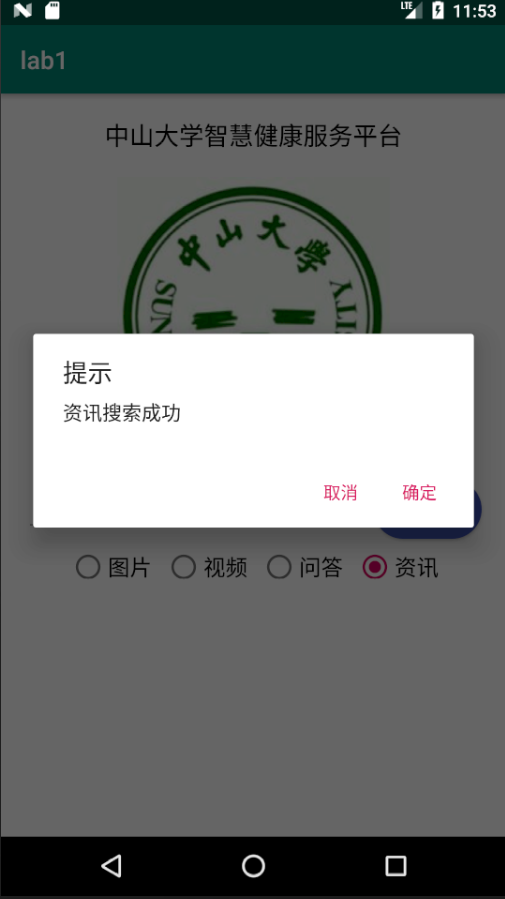 LTE 11:53
lab1
中山大学智慧健康服务平台
中山大學
SUN
ITY
提示
资讯搜索成功
取消 确定
图片 视频 问答 资讯